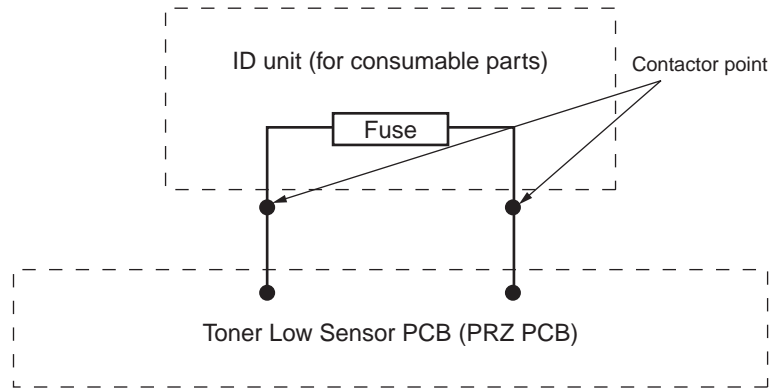 ID unit (for consumable parts)
Contactor point
Fuse
Toner Low Sensor PCB (PRZ PCB)